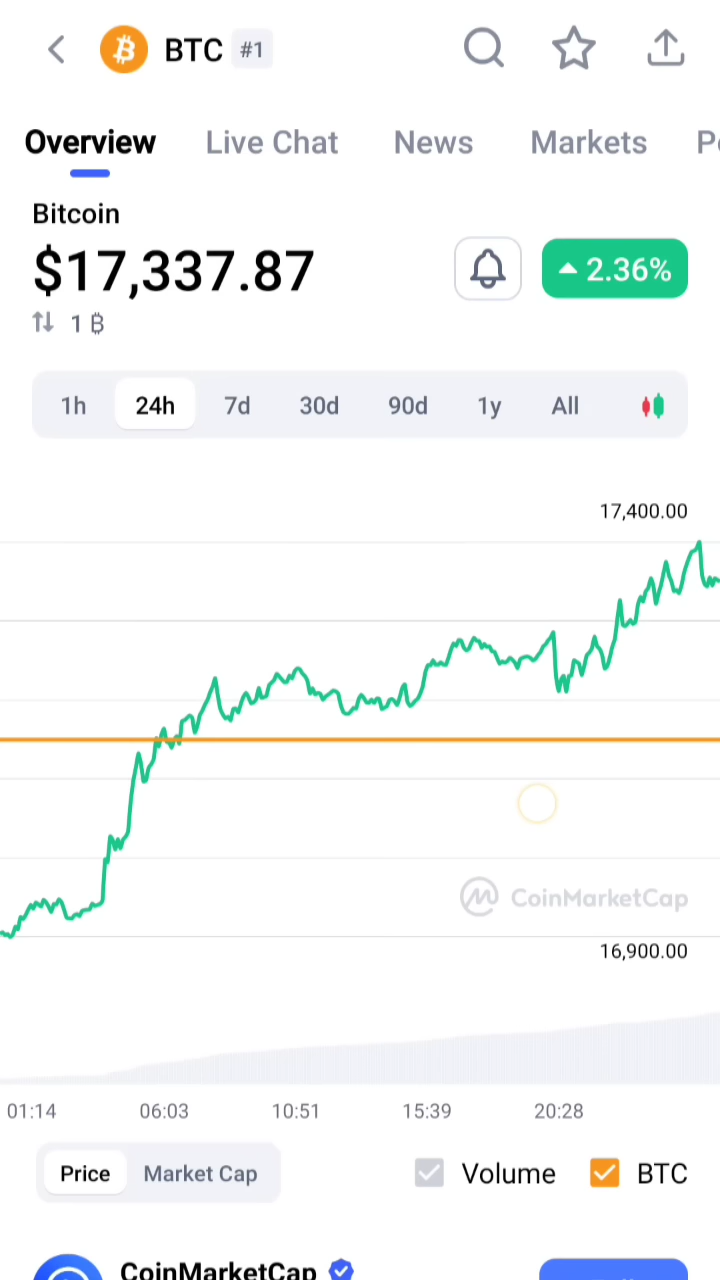 BTC #1
Overview Live Chat News Markets
Bitcoin
$17,337.87
2.36%
1 ₿
1h 24h 7d 30d 90d 1y All
17,400.00
CoinMarketCap
16,900.00
01:14 06:03 10:51 15:39 20:28
Price Market Cap Volume BTC
CoinMarketCap